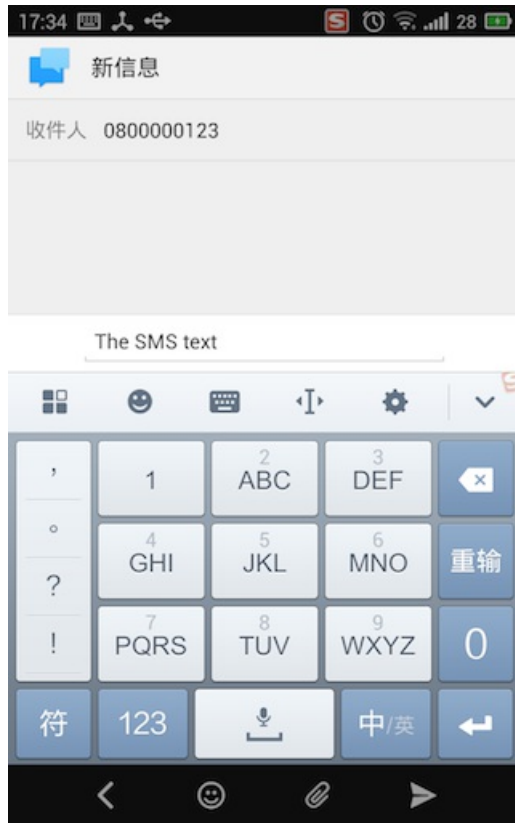 17:34 S 28
新信息
收件人 0800000123
The SMS text
, 1 2 ABC 3 DEF
。 4 GHI 5 JKL 6 MNO 重输
?
! 7 PQRS 8 TUV 9 WXYZ 0
符 123 中/英